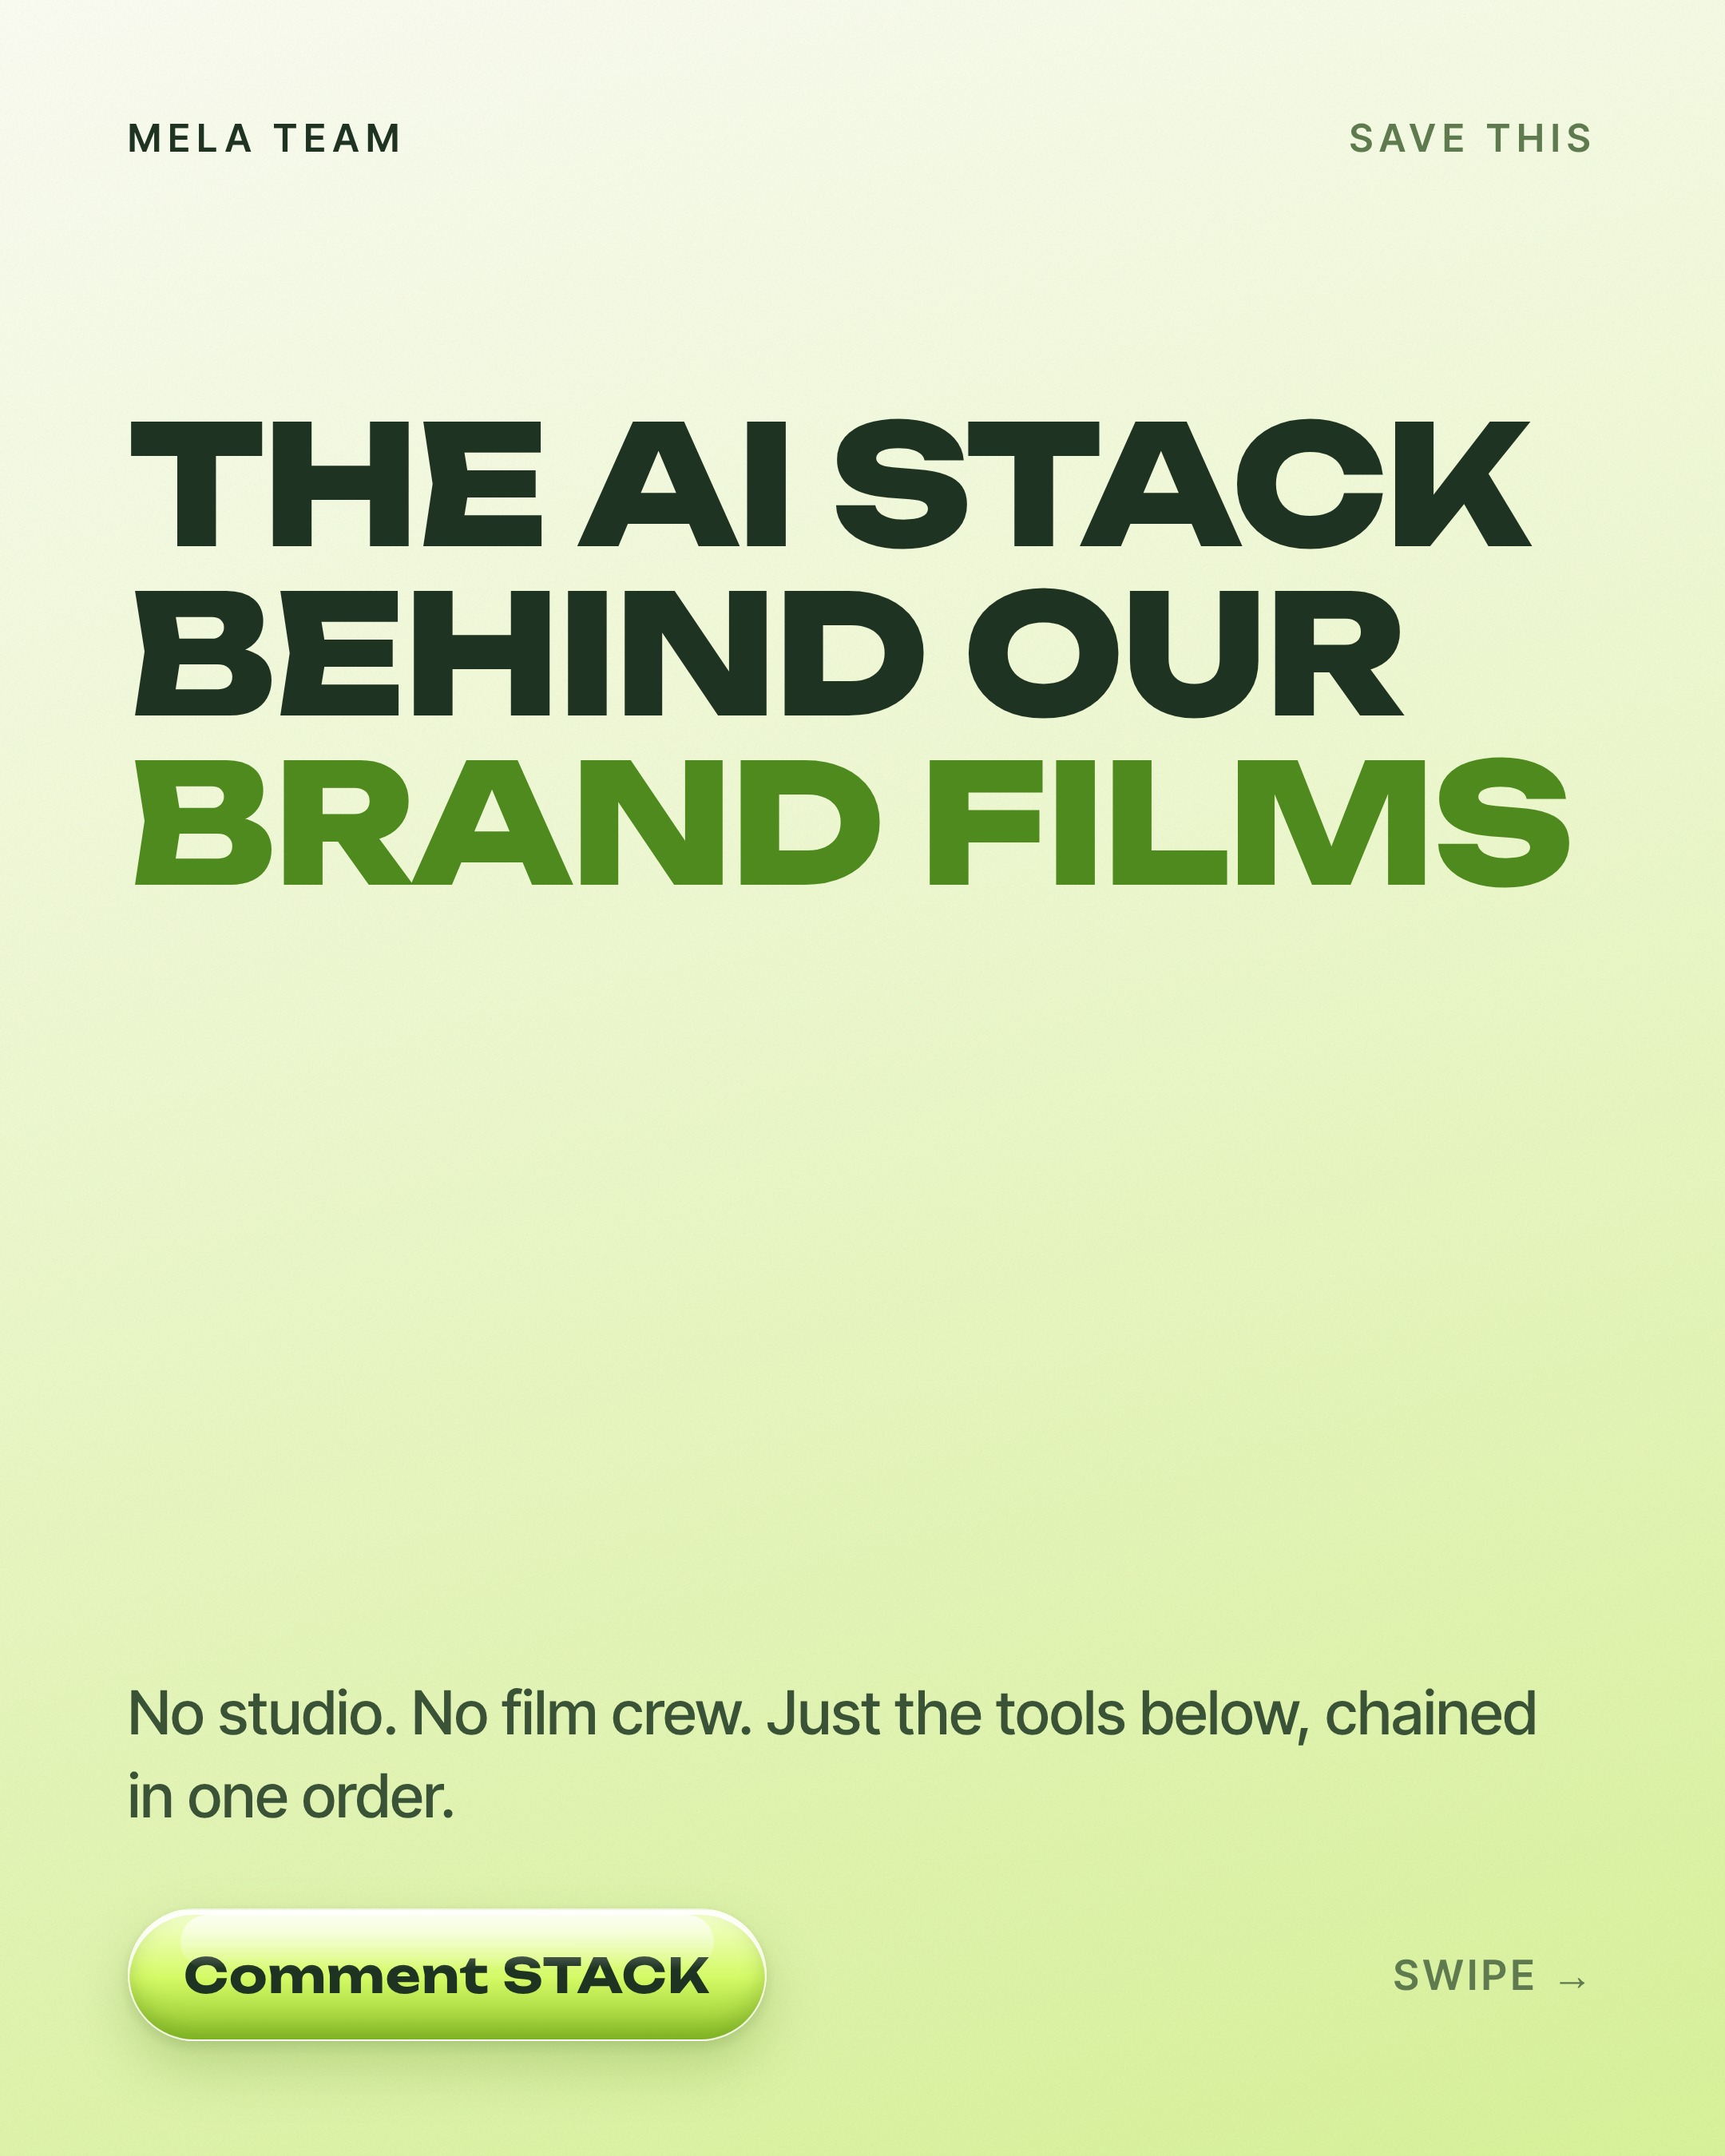 MELA TEAM
SAVE THIS
THE AI STACK
BEHIND OUR
BRAND FILMS
No studio. No film crew. Just the tools below, chained
in one order.
Comment STACK
SWIPE →